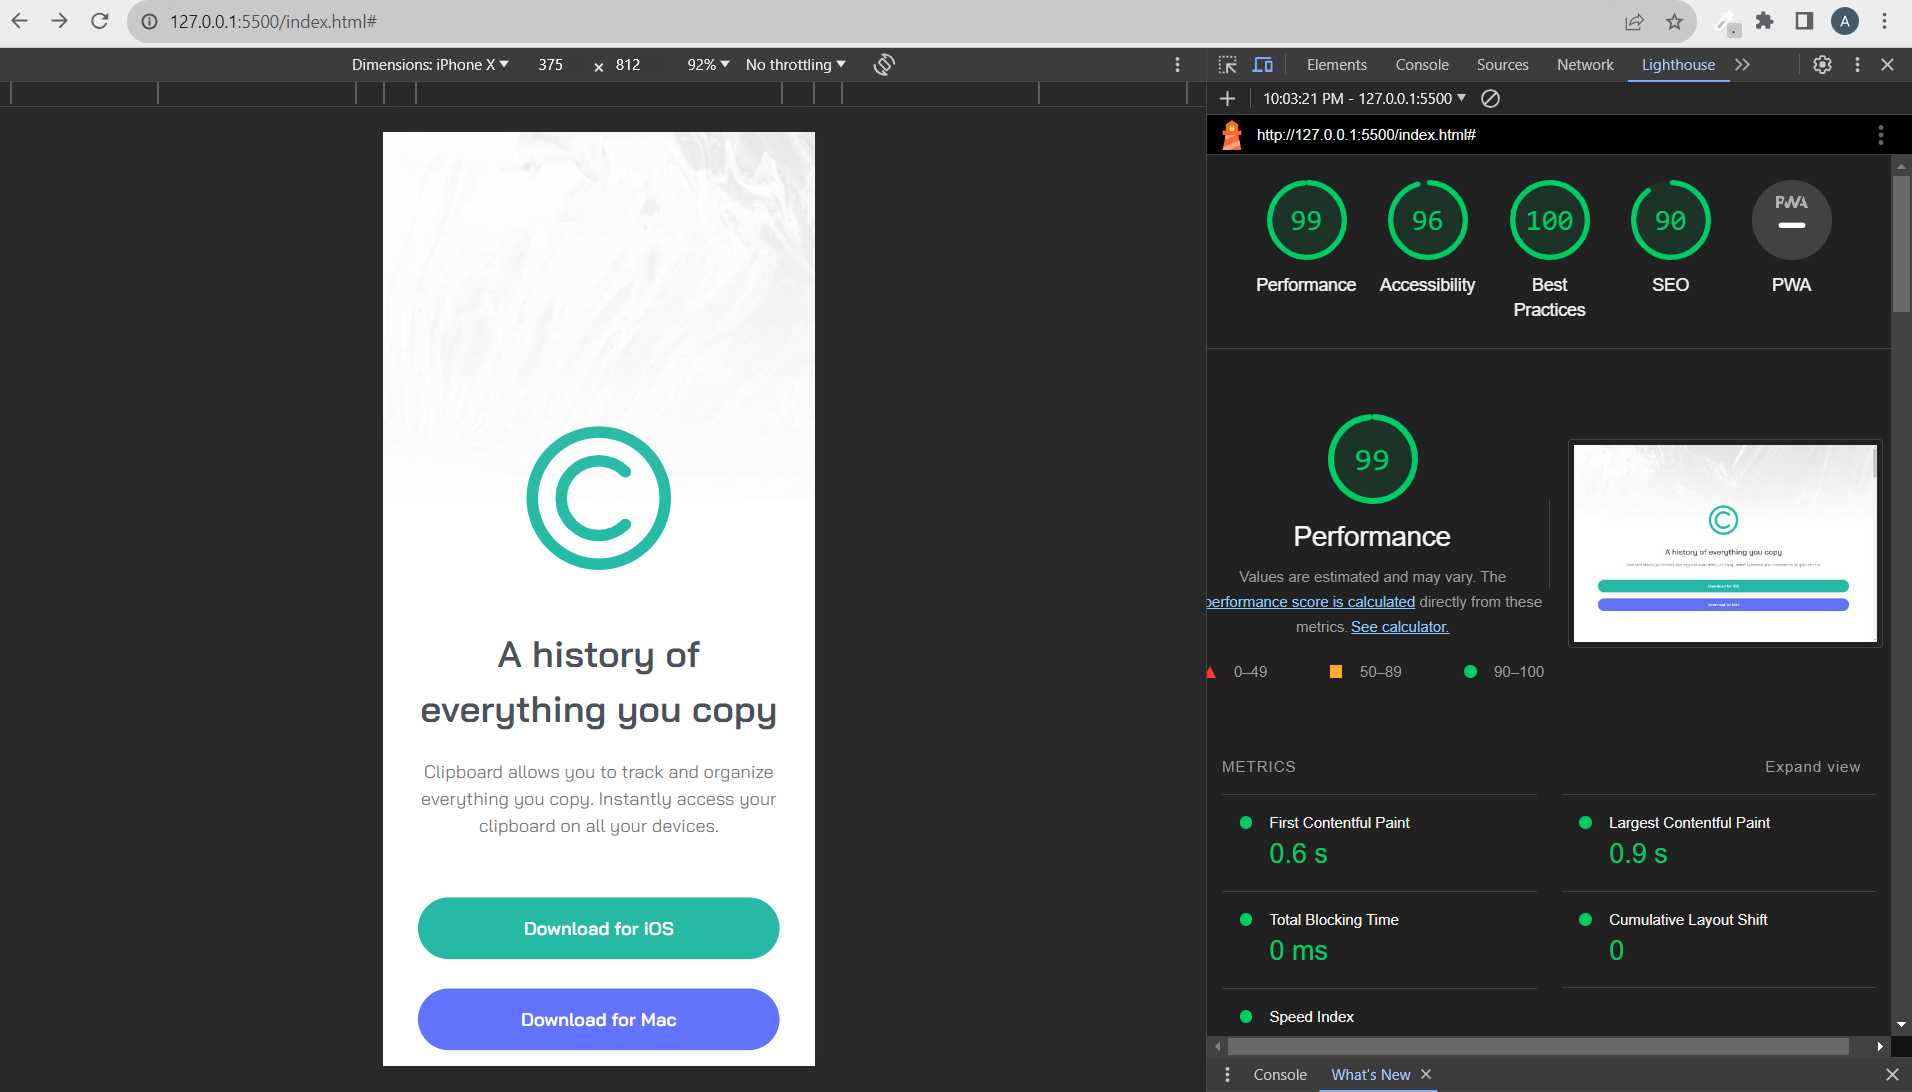 127.0.0.1:5500/index.html#
A
Dimensions: iPhone X 375 × 812 92% No throttling
Elements Console Sources Network Lighthouse
10:03:21 PM - 127.0.0.1:5500
http://127.0.0.1:5500/index.html#
99 96 100 90 PWA
Performance Accessibility Best Practices SEO PWA
99
Performance
Values are estimated and may vary. The
performance score is calculated directly from these
metrics. See calculator.
0–49 50–89 90–100
A history of everything you copy
Download for iOS
Download for Mac
METRICS Expand view
First Contentful Paint
0.6 s
Largest Contentful Paint
0.9 s
Total Blocking Time
0 ms
Cumulative Layout Shift
0
Speed Index
Console What's New
A history of
everything you copy
Clipboard allows you to track and organize
everything you copy. Instantly access your
clipboard on all your devices.
Download for iOS
Download for Mac